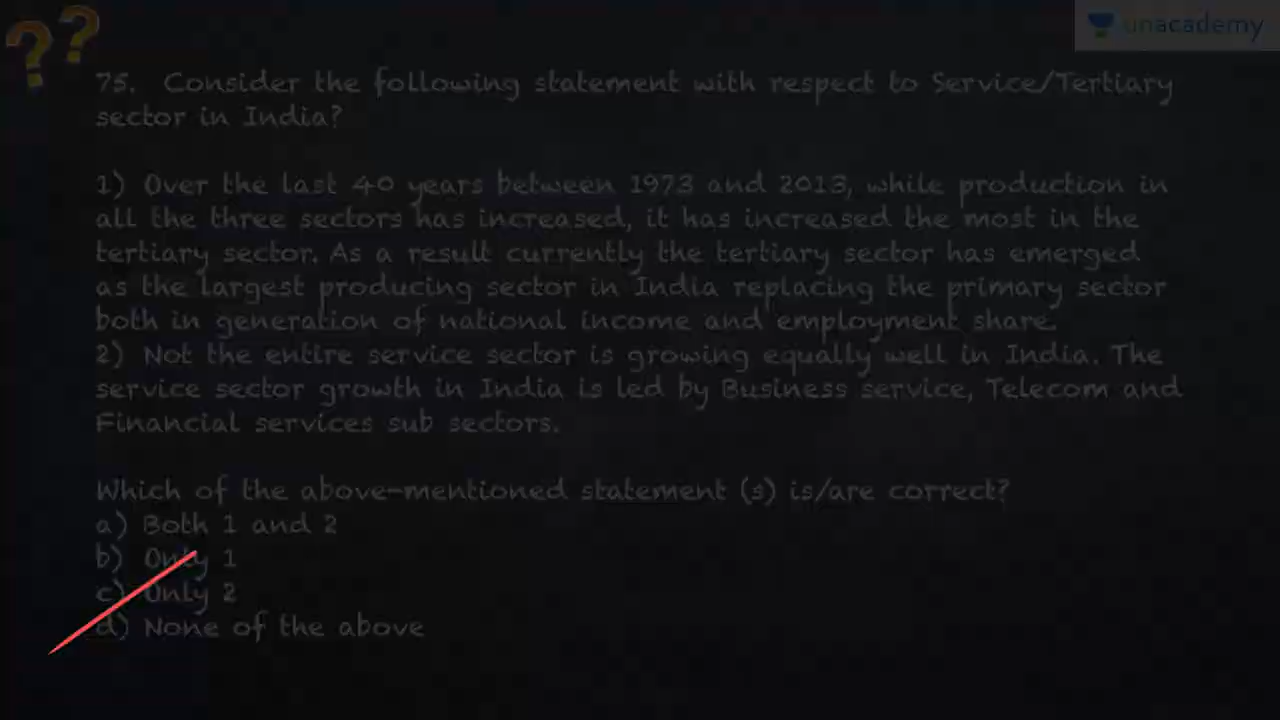 ? ?
unacademy
75. Consider the following statement with respect to Service/Tertiary
sector in India?
1) Over the last 40 years between 1973 and 2013, while production in
all the three sectors has increased, it has increased the most in the
tertiary sector. As a result currently the tertiary sector has emerged
as the largest producing sector in India replacing the primary sector
both in generation of national income and employment share.
2) Not the entire service sector is growing equally well in India. The
service sector growth in India is led by Business service, Telecom and
Financial services sub sectors.
Which of the above-mentioned statement (s) is/are correct?
a) Both 1 and 2
b) Only 1
c) Only 2
d) None of the above